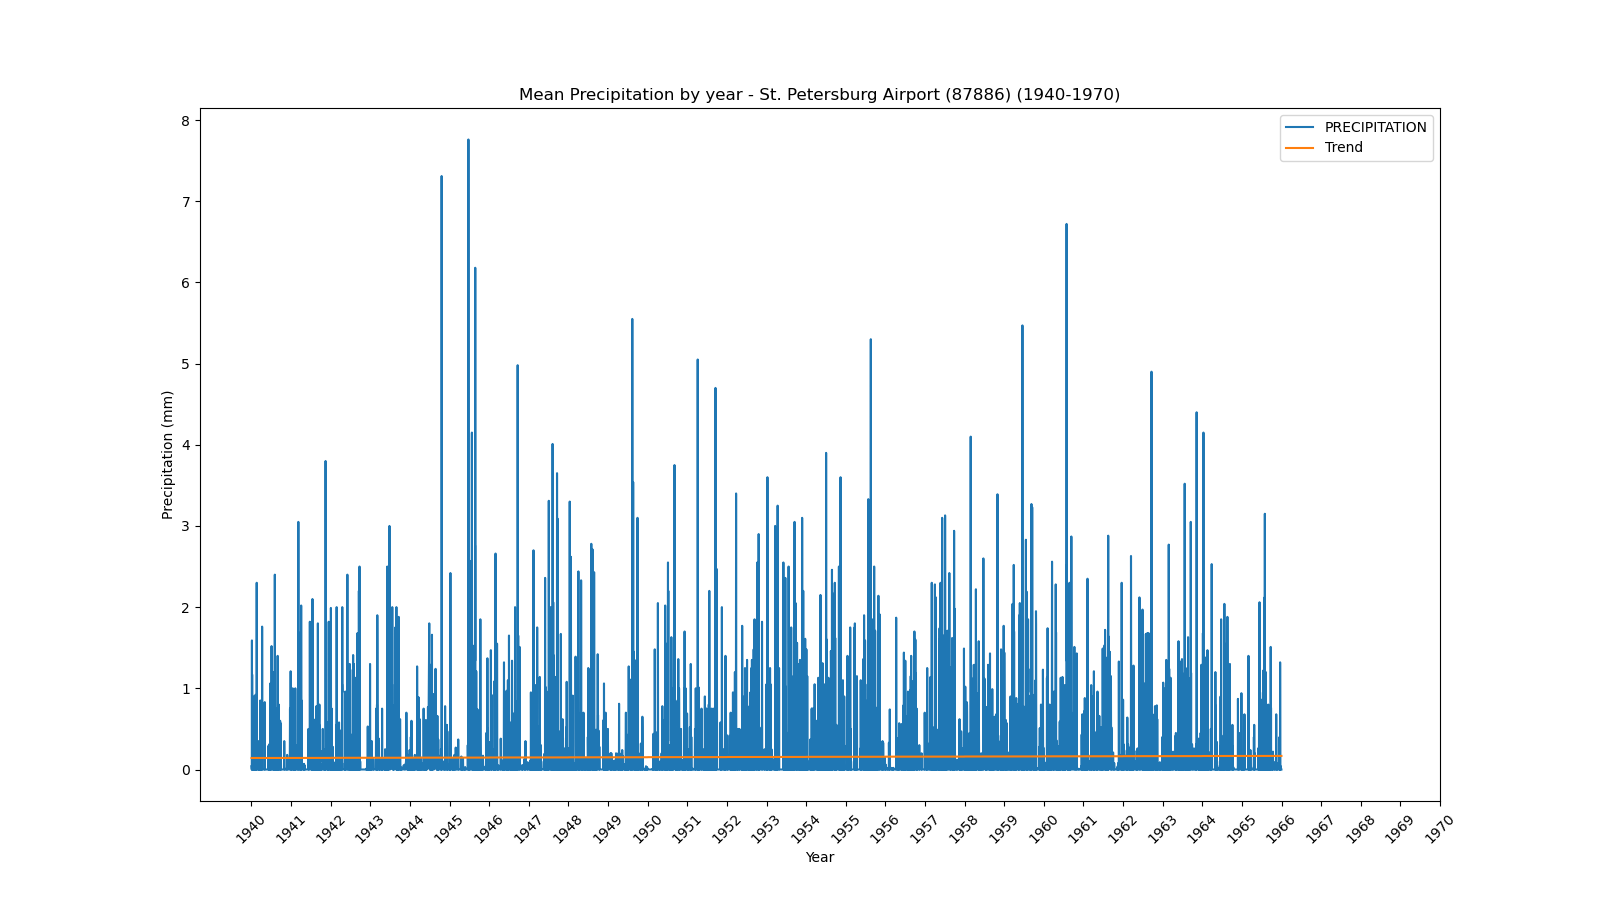 Mean Precipitation by year - St. Petersburg Airport (87886) (1940-1970)
PRECIPITATION
Trend
8
7
6
5
4
3
2
1
0
Precipitation (mm)
1940 1941 1942 1943 1944 1945 1946 1947 1948 1949 1950 1951 1952 1953 1954 1955 1956 1957 1958 1959 1960 1961 1962 1963 1964 1965 1966 1967 1968 1969 1970
Year